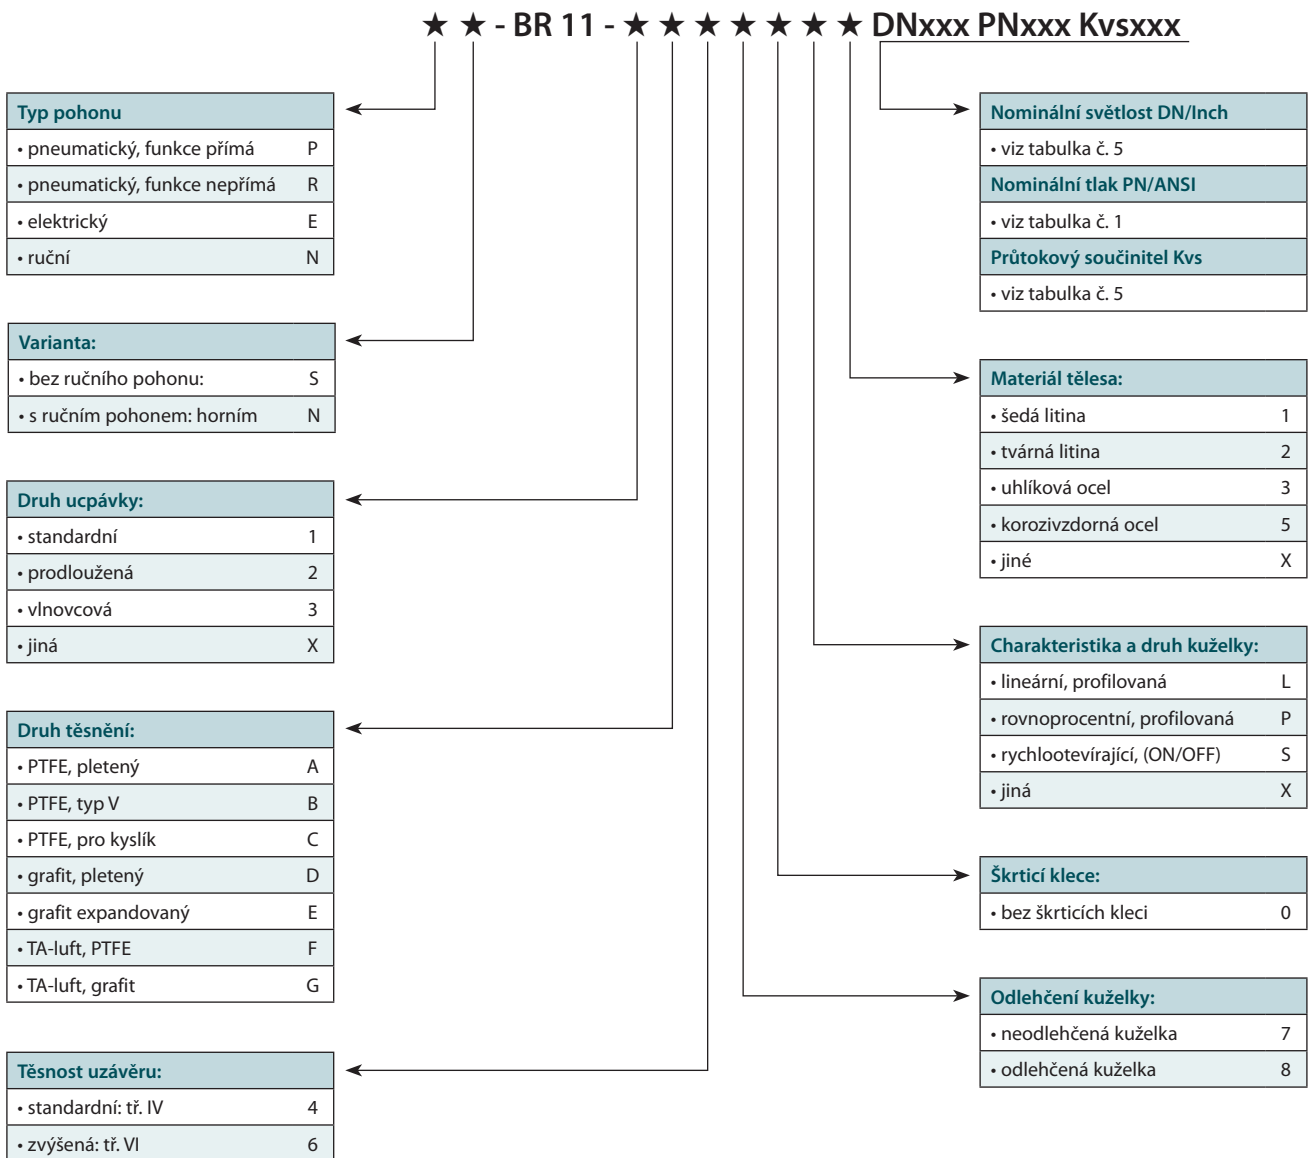 ★ ★ - BR 11 - ★ ★ ★ ★ ★ ★ ★ DNxxx PNxxx Kvsxxx
Typ pohonu
• pneumatický, funkce přímá P
• pneumatický, funkce nepřímá R
• elektrický E
• ruční N
Varianta:
• bez ručního pohonu: S
• s ručním pohonem: horním N
Druh ucpávky:
• standardní 1
• prodloužená 2
• vlnovcová 3
• jiná X
Druh těsnění:
• PTFE, pletený A
• PTFE, typ V B
• PTFE, pro kyslík C
• grafit, pletený D
• grafit expandovaný E
• TA-luft, PTFE F
• TA-luft, grafit G
Těsnost uzávěru:
• standardní: tř. IV 4
• zvýšená: tř. VI 6
Nominální světlost DN/Inch
• viz tabulka č. 5
Nominální tlak PN/ANSI
• viz tabulka č. 1
Průtokový součinitel Kvs
• viz tabulka č. 5
Materiál tělesa:
• šedá litina 1
• tvárná litina 2
• uhlíková ocel 3
• korozivzdorná ocel 5
• jiné X
Charakteristika a druh kuželky:
• lineární, profilovaná L
• rovnoprocentní, profilovaná P
• rychlootevírající, (ON/OFF) S
• jiná X
Škrticí klece:
• bez škrticích kleci 0
Odlehčení kuželky:
• neodlehčená kuželka 7
• odlehčená kuželka 8